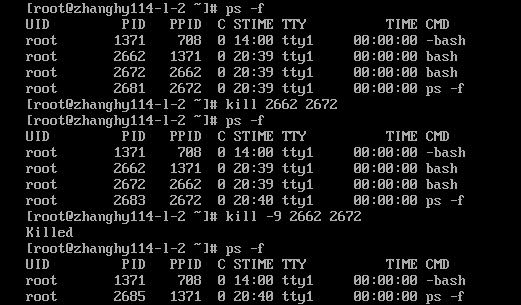 [root@zhanghy114-l-2 ~]# ps -f
UID        PID  PPID  C STIME TTY          TIME CMD
root      1371   708  0 14:00 tty1     00:00:00 -bash
root      2662  1371  0 20:39 tty1     00:00:00 bash
root      2672  2662  0 20:39 tty1     00:00:00 bash
root      2681  2672  0 20:39 tty1     00:00:00 ps -f
[root@zhanghy114-l-2 ~]# kill 2662 2672
[root@zhanghy114-l-2 ~]# ps -f
UID        PID  PPID  C STIME TTY          TIME CMD
root      1371   708  0 14:00 tty1     00:00:00 -bash
root      2662  1371  0 20:39 tty1     00:00:00 bash
root      2672  2662  0 20:39 tty1     00:00:00 bash
root      2683  2672  0 20:40 tty1     00:00:00 ps -f
[root@zhanghy114-l-2 ~]# kill -9 2662 2672
Killed
[root@zhanghy114-l-2 ~]# ps -f
UID        PID  PPID  C STIME TTY          TIME CMD
root      1371   708  0 14:00 tty1     00:00:00 -bash
root      2685  1371  0 20:40 tty1     00:00:00 ps -f